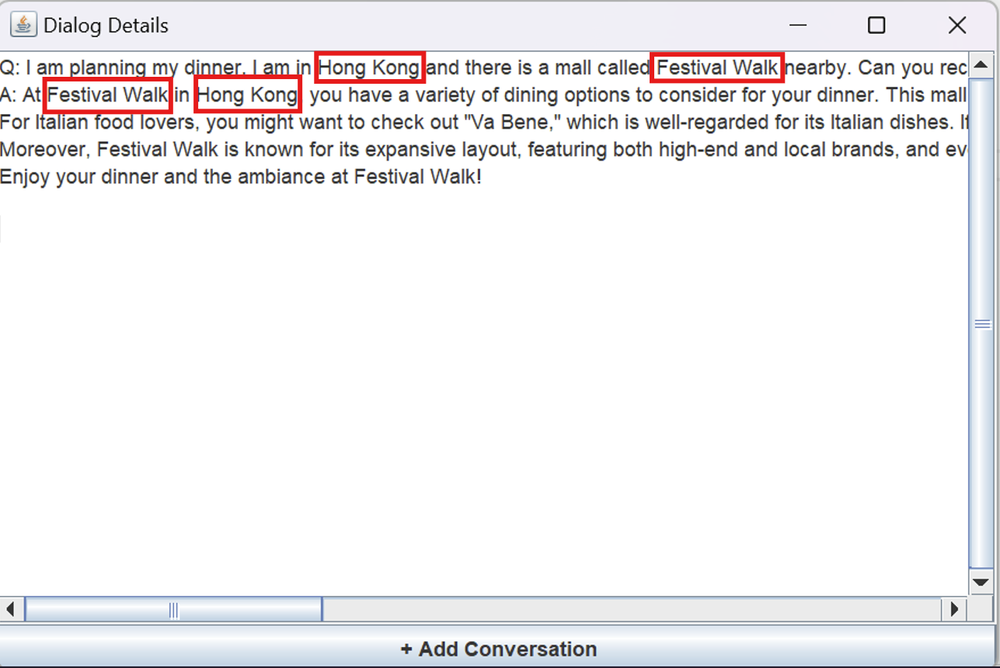 Dialog Details
Q: I am planning my dinner. I am in Hong Kong and there is a mall called Festival Walk nearby. Can you rec
A: At Festival Walk in Hong Kong, you have a variety of dining options to consider for your dinner. This mall
For Italian food lovers, you might want to check out "Va Bene," which is well-regarded for its Italian dishes. If
Moreover, Festival Walk is known for its expansive layout, featuring both high-end and local brands, and eve
Enjoy your dinner and the ambiance at Festival Walk!
+ Add Conversation